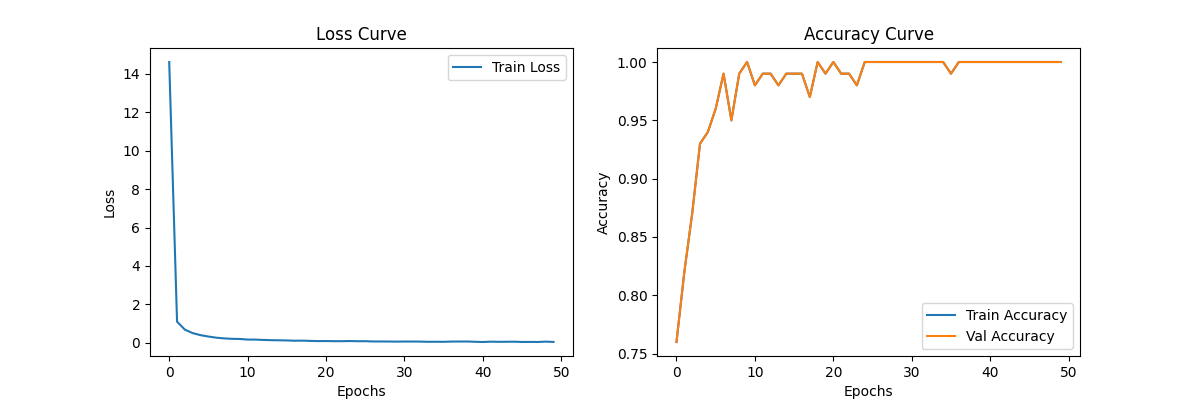 Loss Curve
Train Loss
14
12
10
8
6
4
2
0
Loss
0 10 20 30 40 50
Epochs
Accuracy Curve
1.00
0.95
0.90
0.85
0.80
0.75
Accuracy
Train Accuracy
Val Accuracy
0 10 20 30 40 50
Epochs